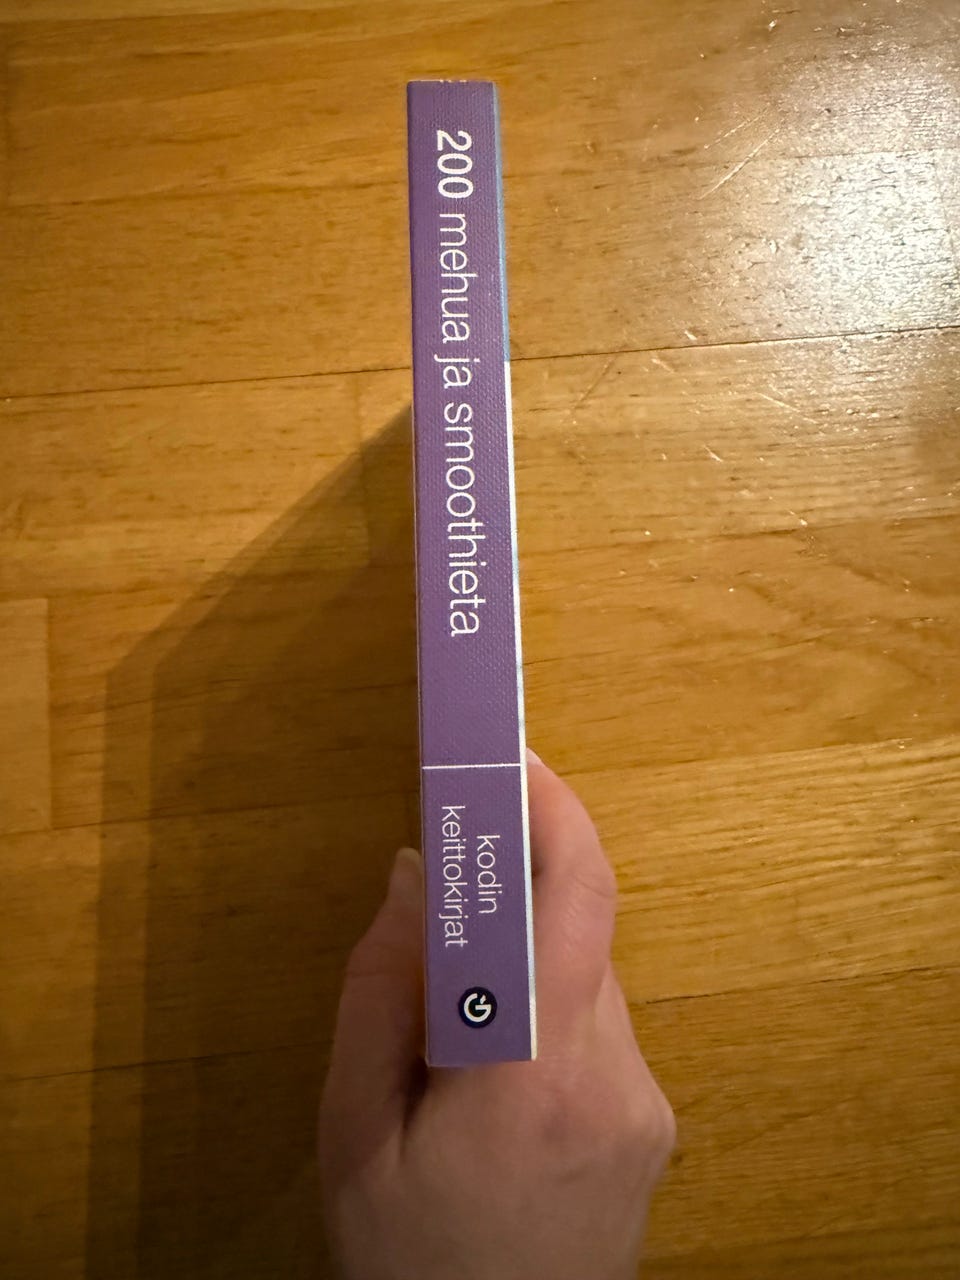 200 mehua ja smoothieta
kodin
keittokirjat
G